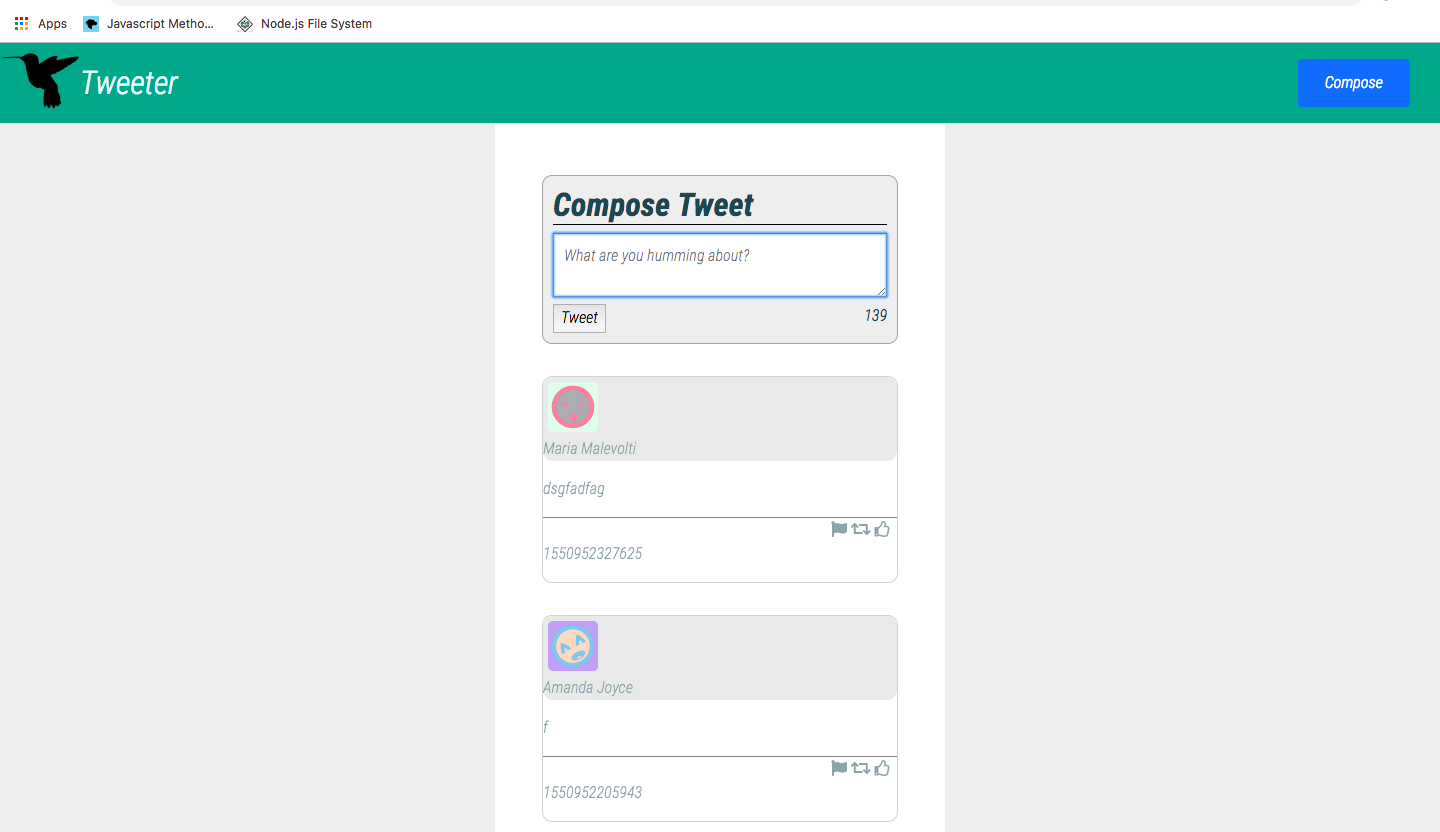 Apps Javascript Metho... Node.js File System
Tweeter Compose
Compose Tweet
What are you humming about?
Tweet 139
Maria Malevolti
dsgfadfag
1550952327625
Amanda Joyce
f
1550952205943